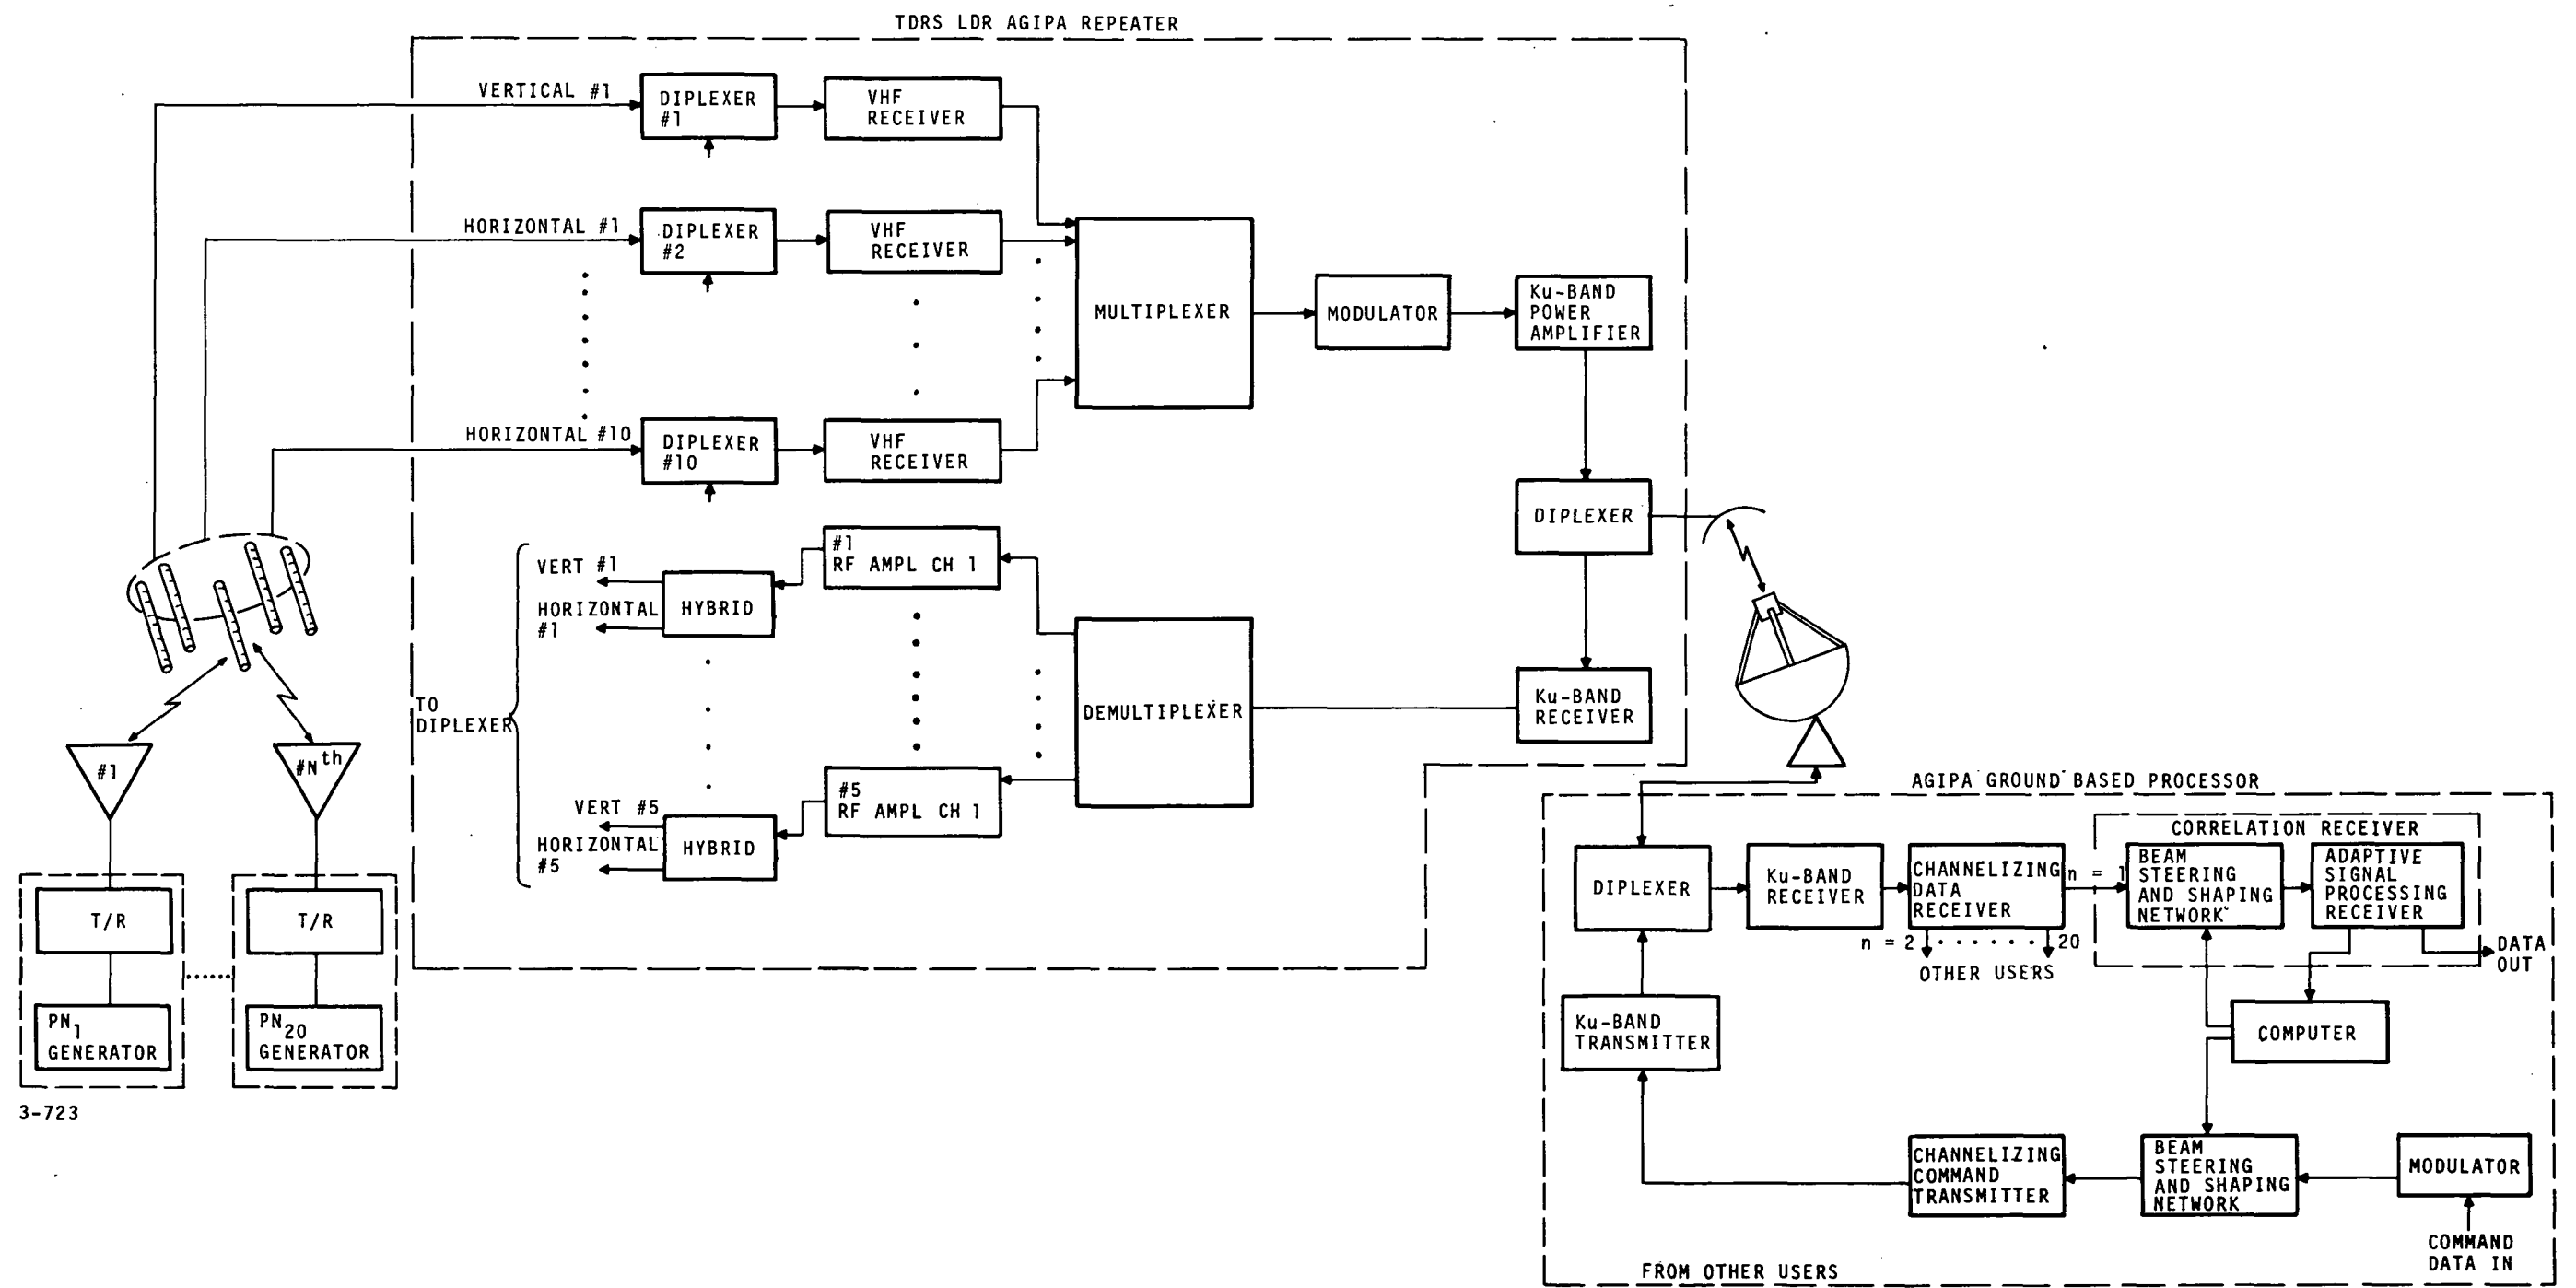 TDRS LDR AGIPA REPEATER
VERTICAL #1
DIPLEXER
#1
VHF
RECEIVER
HORIZONTAL #1
DIPLEXER
#2
VHF
RECEIVER
MULTIPLEXER
MODULATOR
Ku-BAND
POWER
AMPLIFIER
HORIZONTAL #10
DIPLEXER
#10
VHF
RECEIVER
DIPLEXER
#1
RF AMPL CH 1
VERT #1
HORIZONTAL
#1
HYBRID
TO
DIPLEXER
DEMULTIPLEXER
Ku-BAND
RECEIVER
#5
RF AMPL CH 1
VERT #5
HORIZONTAL
#5
HYBRID
#1
#Nth
T/R
T/R
PN1
GENERATOR
PN20
GENERATOR
3-723
AGIPA GROUND BASED PROCESSOR
CORRELATION RECEIVER
DIPLEXER
Ku-BAND
RECEIVER
CHANNELIZING
DATA
RECEIVER
n = 1
BEAM
STEERING
AND SHAPING
NETWORK
ADAPTIVE
SIGNAL
PROCESSING
RECEIVER
n = 2
20
OTHER USERS
DATA
OUT
Ku-BAND
TRANSMITTER
COMPUTER
CHANNELIZING
COMMAND
TRANSMITTER
BEAM
STEERING
AND SHAPING
NETWORK
MODULATOR
COMMAND
DATA IN
FROM OTHER USERS